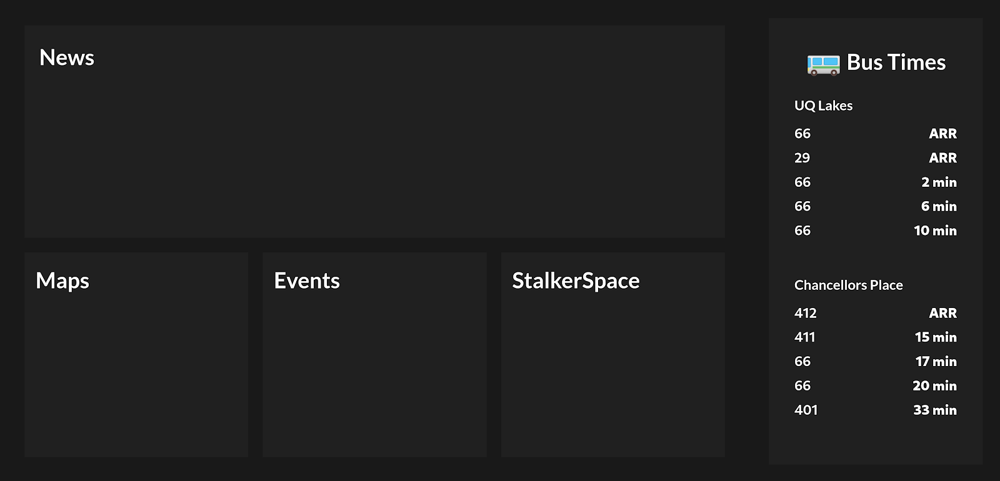 News
Maps
Events
StalkerSpace
Bus Times
UQ Lakes
66 ARR
29 ARR
66 2 min
66 6 min
66 10 min
Chancellors Place
412 ARR
411 15 min
66 17 min
66 20 min
401 33 min